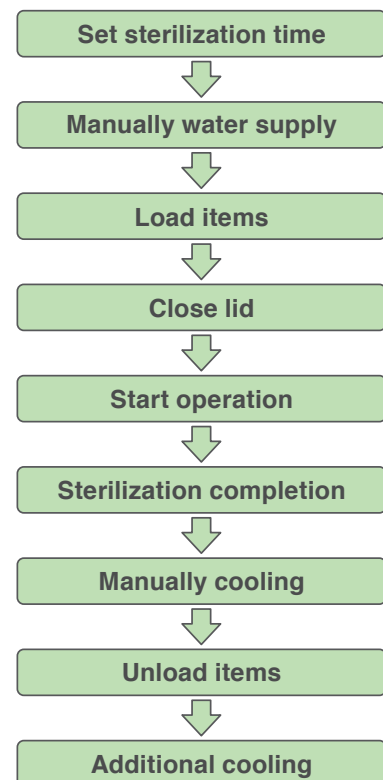 Set sterilization time
Manually water supply
Load items
Close lid
Start operation
Sterilization completion
Manually cooling
Unload items
Additional cooling